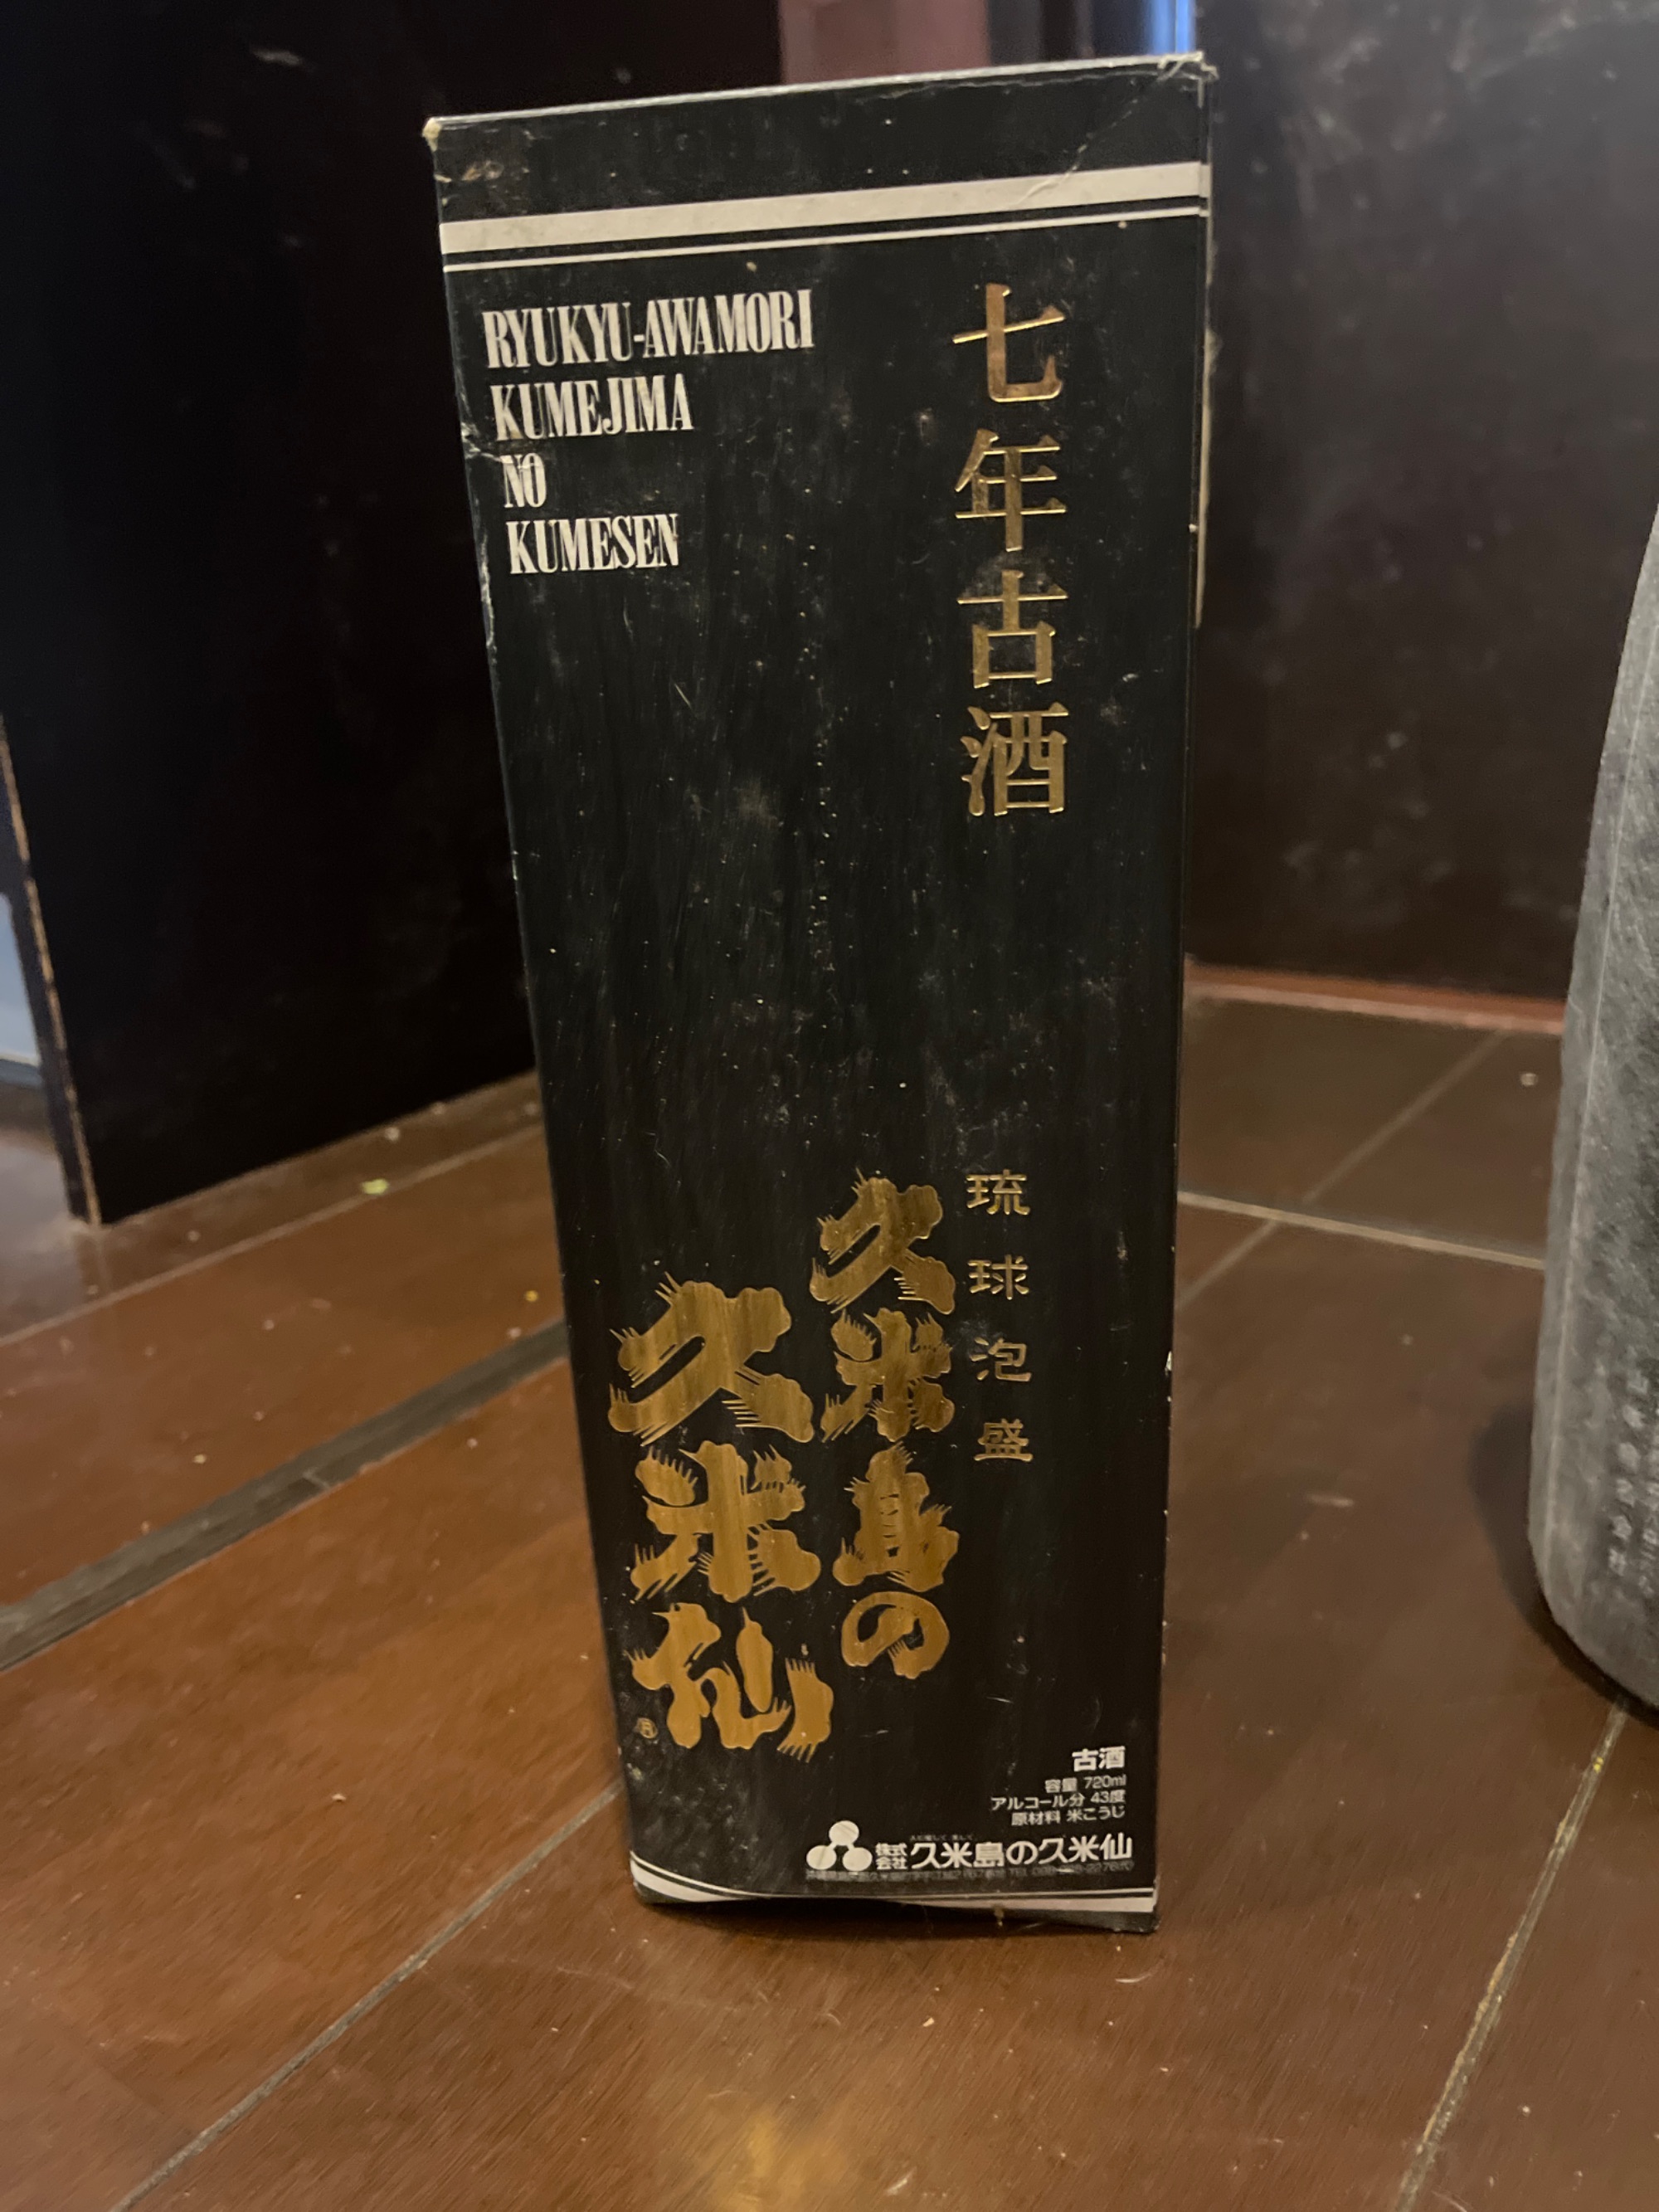 RYUKYU-AWAMORI
KUMEJIMA
NO
KUMESEN
七年古酒
琉球泡盛
久米島の
久米仙
®
古酒
容量 720ml
アルコール分 43度
原材料 米こうじ
株式会社 久米島の久米仙